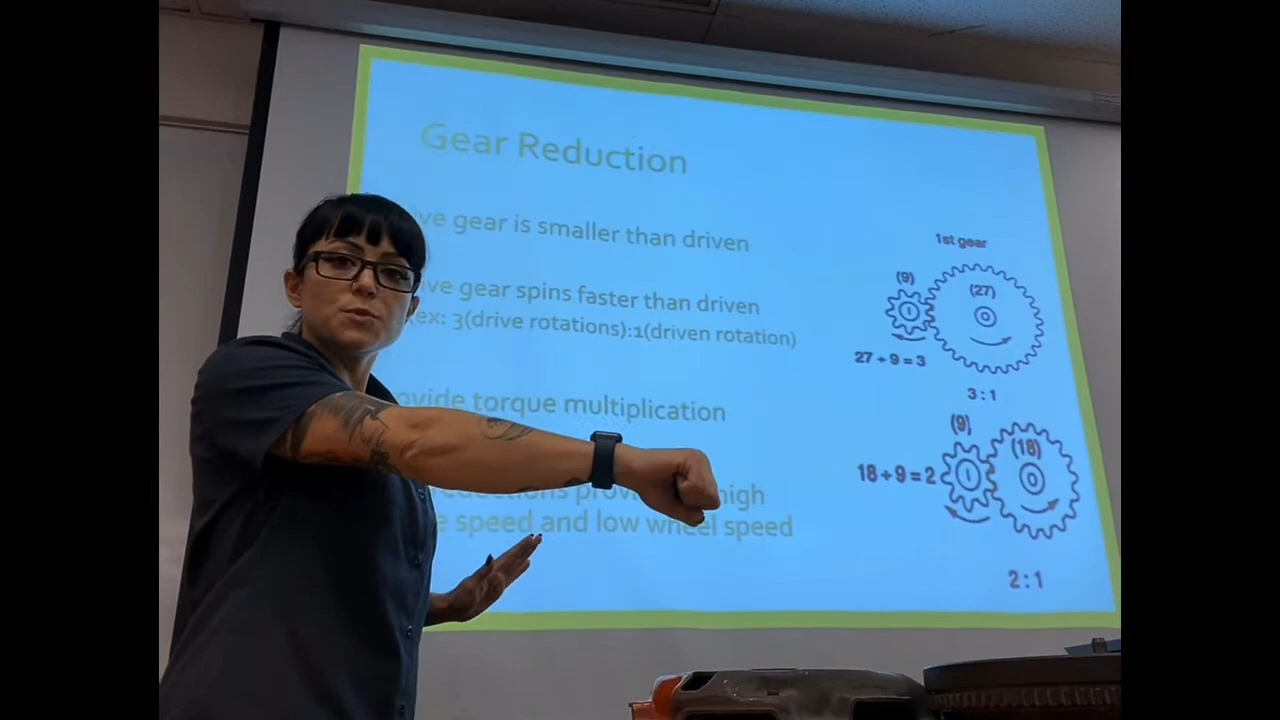 Gear Reduction
gear is smaller than driven
gear spins faster than driven
ex: 3(drive rotations):1(driven rotation)
torque multiplication
high
speed and low wheel speed
1st gear
(9)
(27)
I
O
27 ÷ 9 = 3
3 : 1
(9)
(18)
18 ÷ 9 = 2
I
O
2 : 1